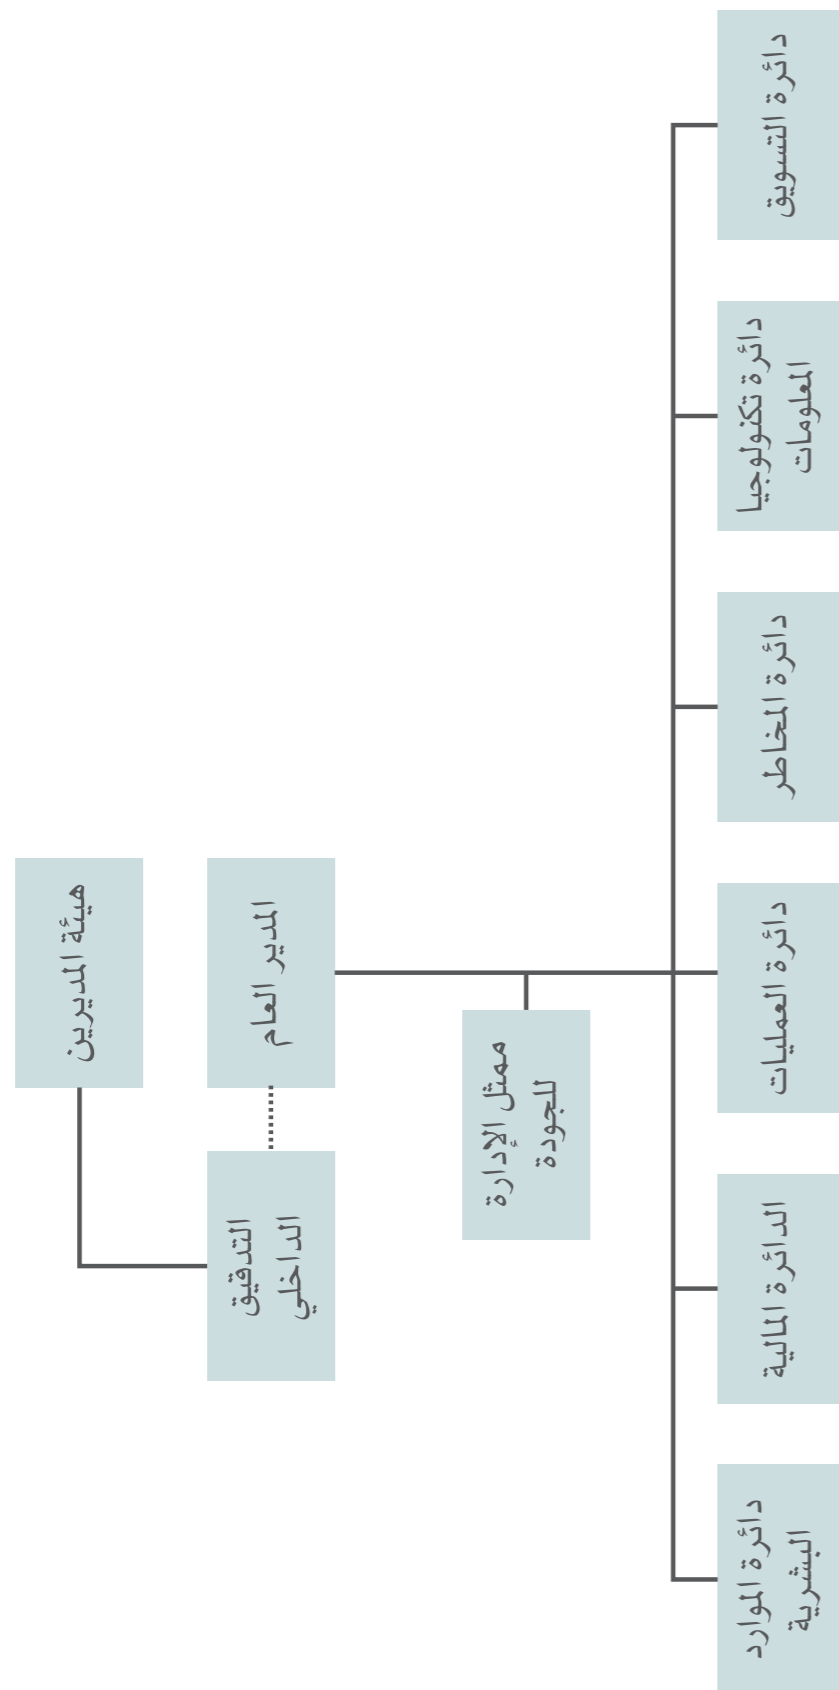 هيئة المديرين
المدير العام
التدقيق
الداخلي
ممثل الإدارة
للجودة
دائرة التسويق
دائرة تكنولوجيا
المعلومات
دائرة المخاطر
دائرة العمليات
الدائرة المالية
دائرة الموارد
البشرية